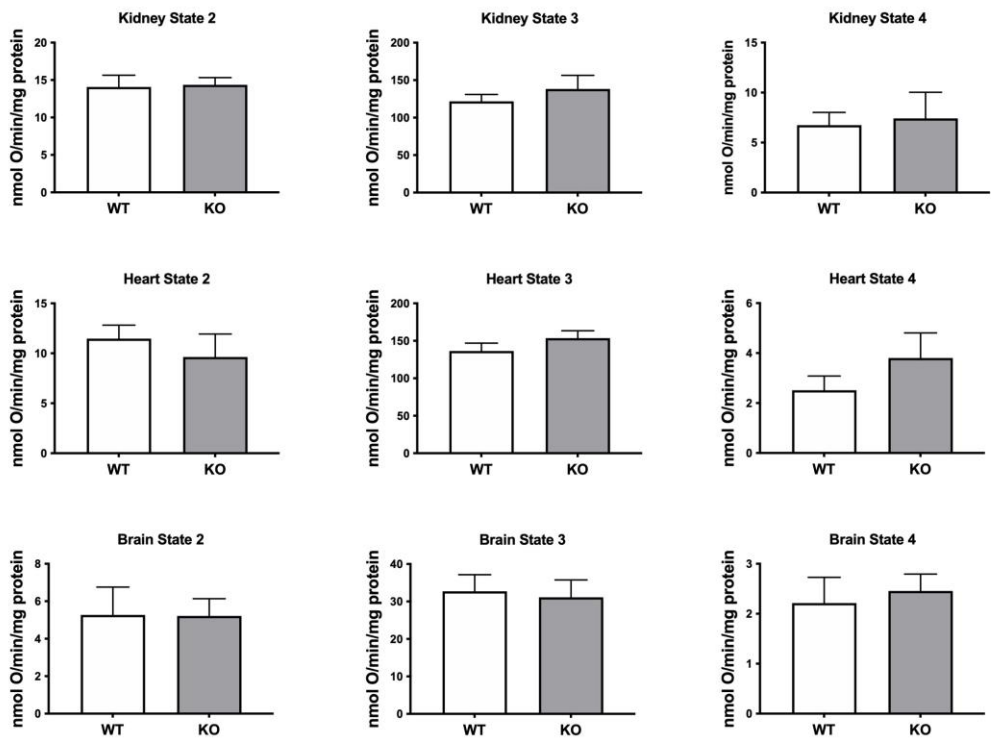 Kidney State 2
nmol O/min/mg protein
20
15
10
5
0
WT KO
Kidney State 3
nmol O/min/mg protein
200
150
100
50
0
WT KO
Kidney State 4
nmol O/min/mg protein
15
10
5
0
WT KO
Heart State 2
nmol O/min/mg protein
15
10
5
0
WT KO
Heart State 3
nmol O/min/mg protein
200
150
100
50
0
WT KO
Heart State 4
nmol O/min/mg protein
6
4
2
0
WT KO
Brain State 2
nmol O/min/mg protein
8
6
4
2
0
WT KO
Brain State 3
nmol O/min/mg protein
40
30
20
10
0
WT KO
Brain State 4
nmol O/min/mg protein
3
2
1
0
WT KO